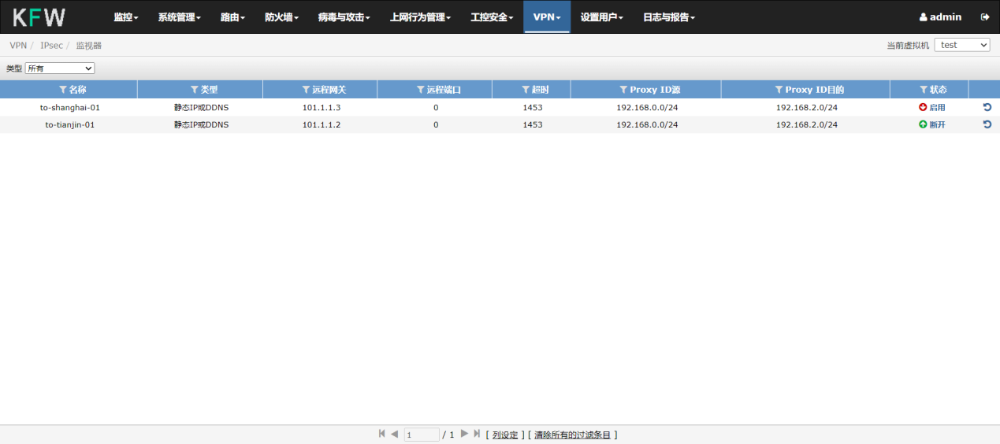 KFW 监控 系统管理 路由 防火墙 病毒与攻击 上网行为管理 工控安全 VPN 设置用户 日志与报告 admin
VPN / IPsec / 监视器 当前虚拟机 test
类型 所有
名称 类型 远程网关 远程端口 超时 Proxy ID源 Proxy ID目的 状态
to-shanghai-01 静态IP或DDNS 101.1.1.3 0 1453 192.168.0.0/24 192.168.2.0/24 启用
to-tianjin-01 静态IP或DDNS 101.1.1.2 0 1453 192.168.0.0/24 192.168.2.0/24 断开
1 / 1 [ 列设定 ] [ 清除所有的过滤条目 ]